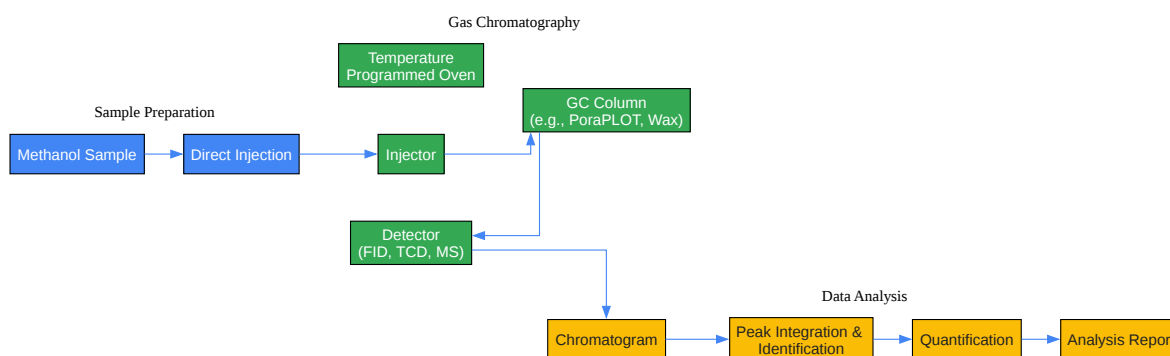 Gas Chromatography
Temperature
Programmed Oven
GC Column
(e.g., PoraPLOT, Wax)
Sample Preparation
Methanol Sample
Direct Injection
Injector
Detector
(FID, TCD, MS)
Data Analysis
Chromatogram
Peak Integration &
Identification
Quantification
Analysis Report